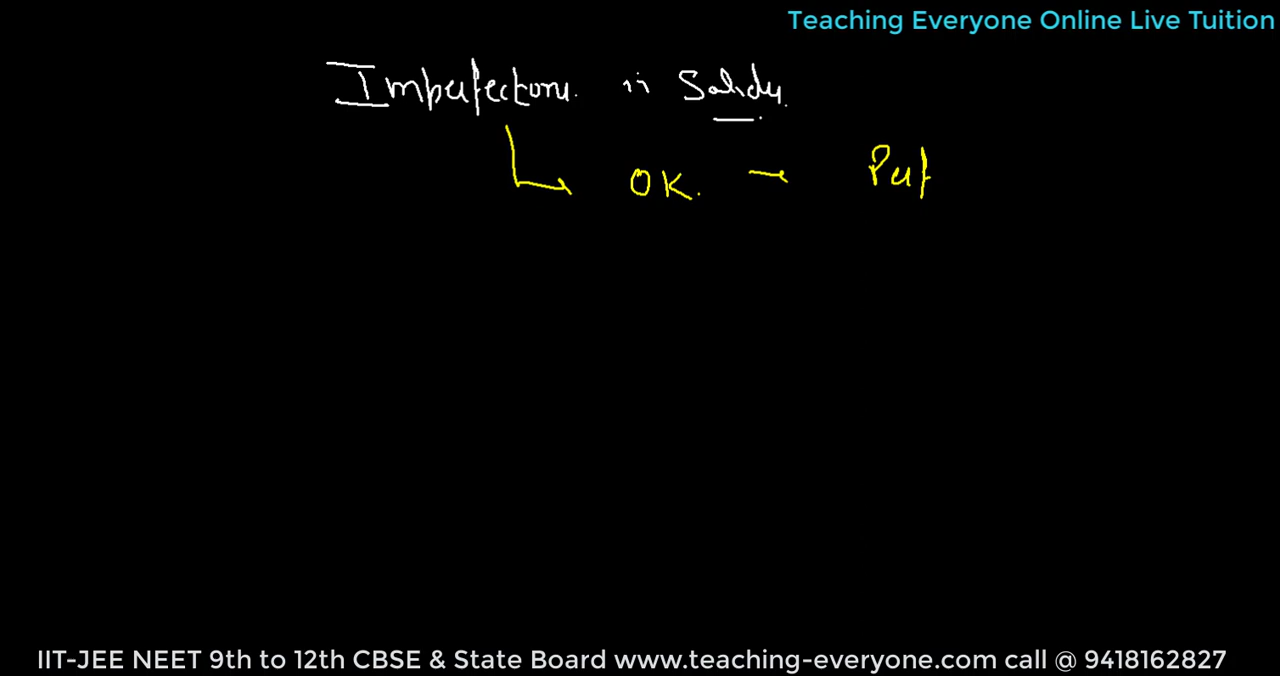 Teaching Everyone Online Live Tuition
Imperfections in Solids.
OK. → Perf
IIT-JEE NEET 9th to 12th CBSE & State Board www.teaching-everyone.com call @ 9418162827